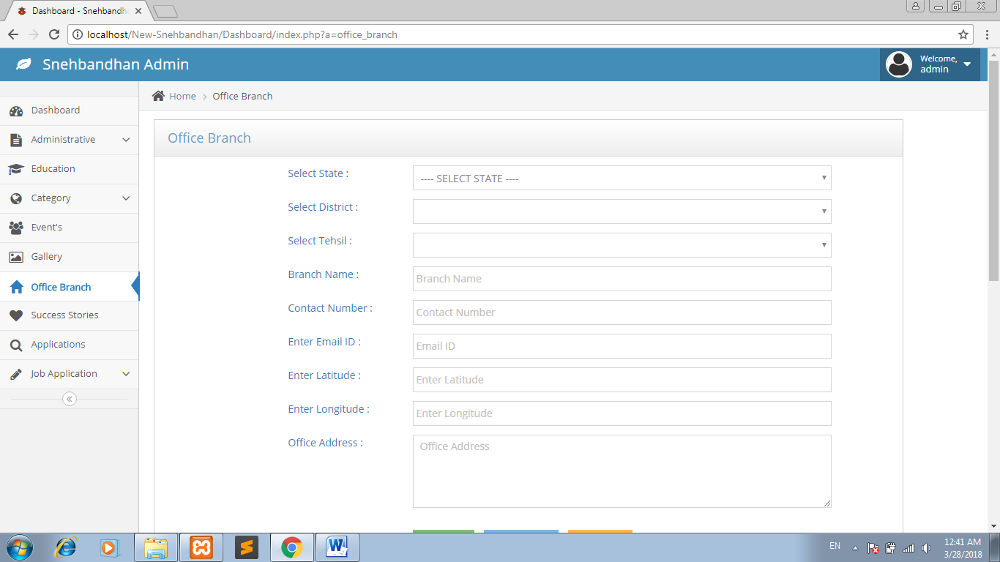 Dashboard - Snehbandh
localhost/New-Snehbandhan/Dashboard/index.php?a=office_branch
Snehbandhan Admin
Welcome,
admin
Home > Office Branch
Dashboard
Administrative
Education
Category
Event's
Gallery
Office Branch
Success Stories
Applications
Job Application
Office Branch
Select State :
---- SELECT STATE ----
Select District :
Select Tehsil :
Branch Name :
Branch Name
Contact Number :
Contact Number
Enter Email ID :
Email ID
Enter Latitude :
Enter Latitude
Enter Longitude :
Enter Longitude
Office Address :
Office Address
EN
12:41 AM
3/28/2018